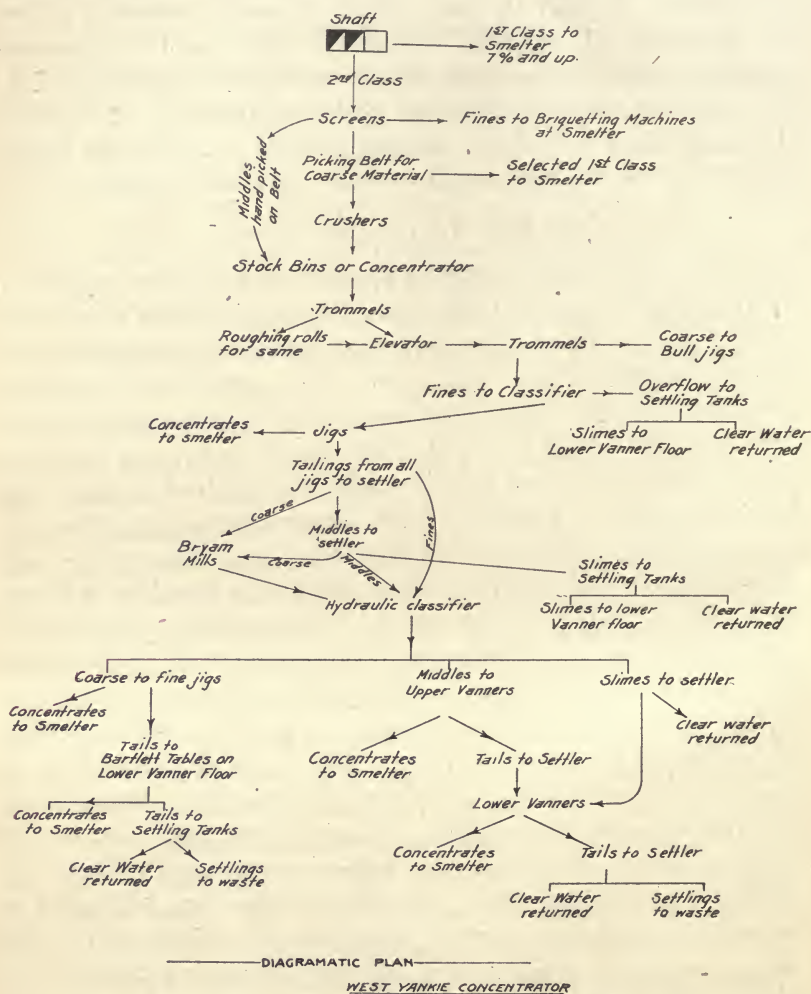 Shaft
1st Class to
Smelter
7% and up.
2nd Class
Screens
Fines to Briquetting Machines
at Smelter
Middles
hand picked
on Belt
Picking Belt for
Coarse Material
Selected 1st Class
to Smelter
Crushers
Stock Bins or Concentrator
Trommels
Roughing rolls
for same
Elevator
Trommels
Coarse to
Bull jigs
Fines to Classifier
Overflow to
Settling Tanks
Concentrates
to smelter
Jigs
Slimes to
Lower Vanner Floor
Clear Water
returned
Tailings from all
jigs to settler
Coarse
Fines
Middles to
settler
Bryam
Mills
Coarse
Middles
Slimes to
Settling Tanks
Hydraulic classifier
Slimes to lower
Vanner floor
Clear water
returned
Coarse to fine jigs
Middles to
Upper Vanners
Slimes to settler
Concentrates
to Smelter
Clear water
returned
Tails to
Bartlett Tables on
Lower Vanner Floor
Concentrates
to Smelter
Tails to Settler
Lower Vanners
Concentrates
to Smelter
Tails to
Settling Tanks
Concentrates
to Smelter
Tails to Settler
Clear Water
returned
Settlings
to waste
Clear Water
returned
Settlings
to waste
DIAGRAMATIC PLAN
WEST YANKIE CONCENTRATOR